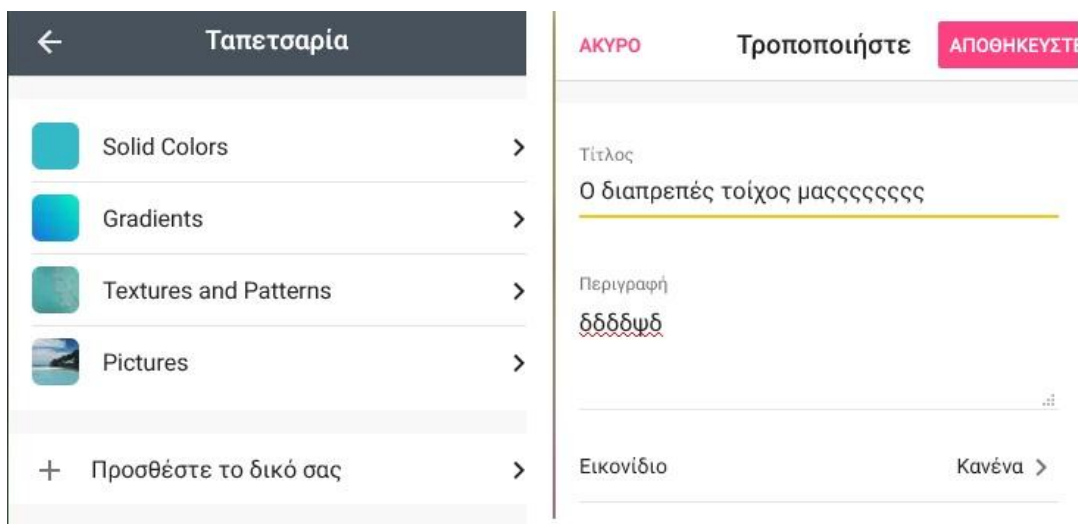 Ταπετσαρία
Solid Colors
Gradients
Textures and Patterns
Pictures
Προσθέστε το δικό σας
ΑΚΥΡΟ Τροποποιήστε ΑΠΟΘΗΚΕΥΣΤΕ
Τίτλος
Ο διαπρεπές τοίχος μαςςςςςςςς
Περιγραφή
δδδδψδ
Εικονίδιο Κανένα